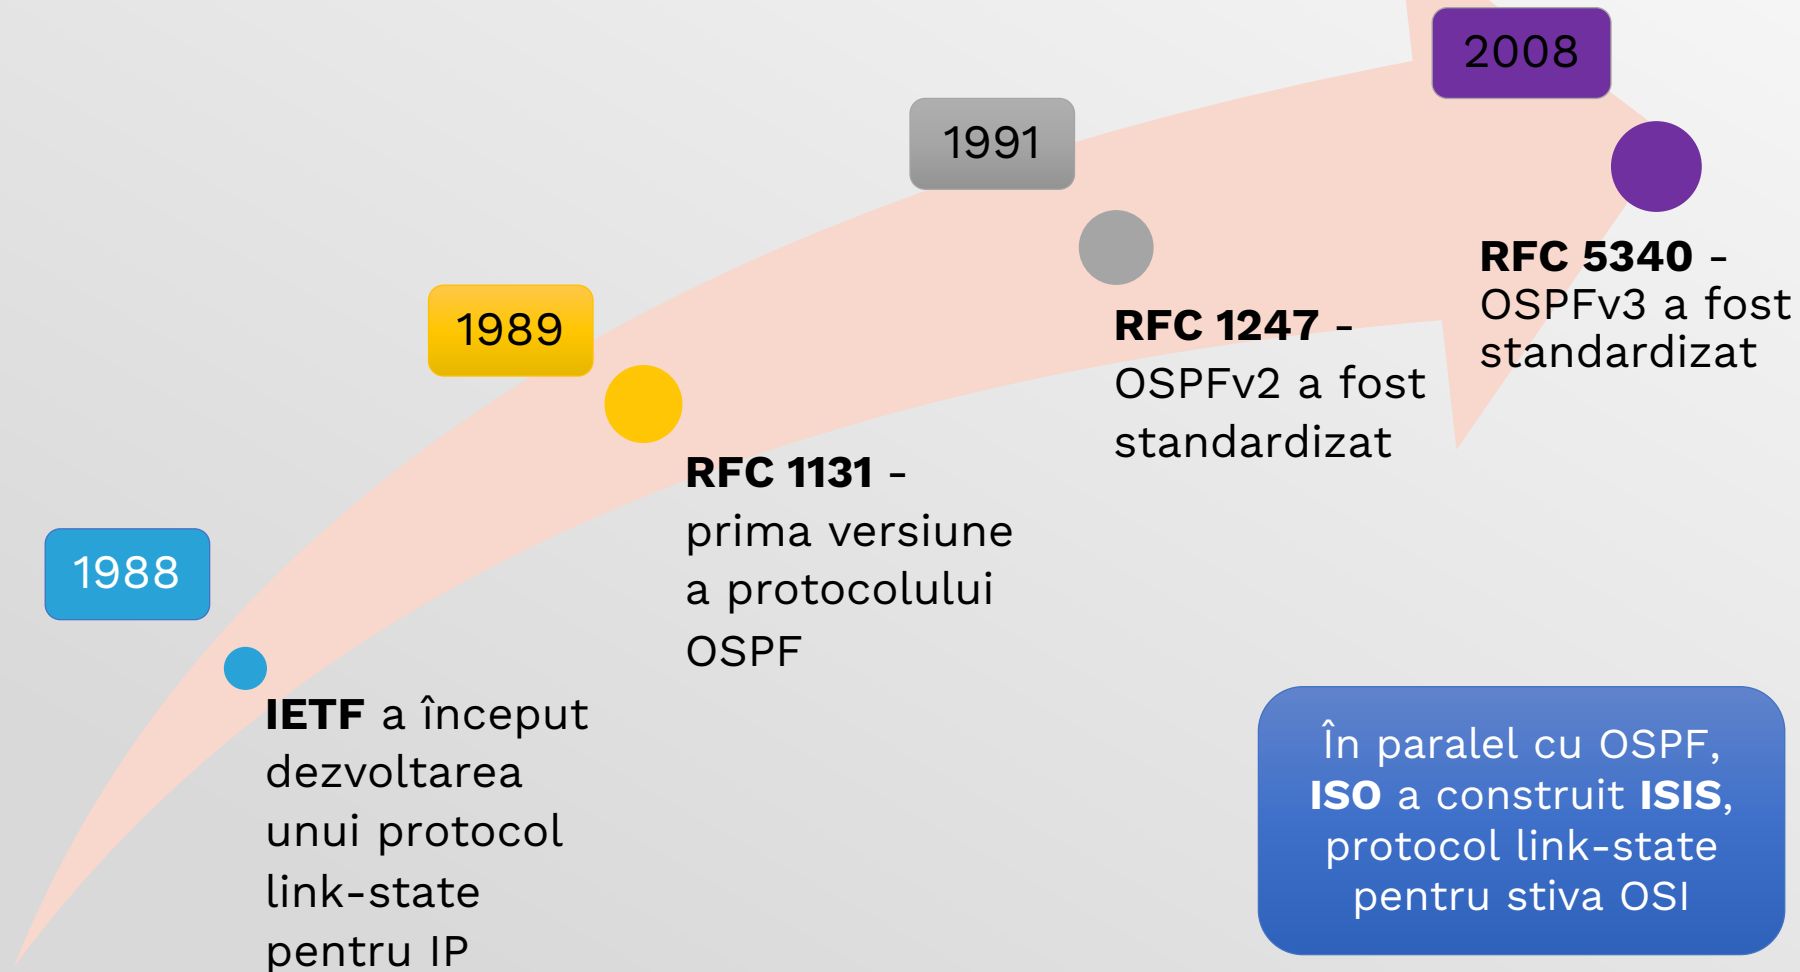 1988
IETF a început
dezvoltarea
unui protocol
link-state
pentru IP
1989
RFC 1131 -
prima versiune
a protocolului
OSPF
1991
RFC 1247 -
OSPFv2 a fost
standardizat
2008
RFC 5340 -
OSPFv3 a fost
standardizat
În paralel cu OSPF,
ISO a construit ISIS,
protocol link-state
pentru stiva OSI